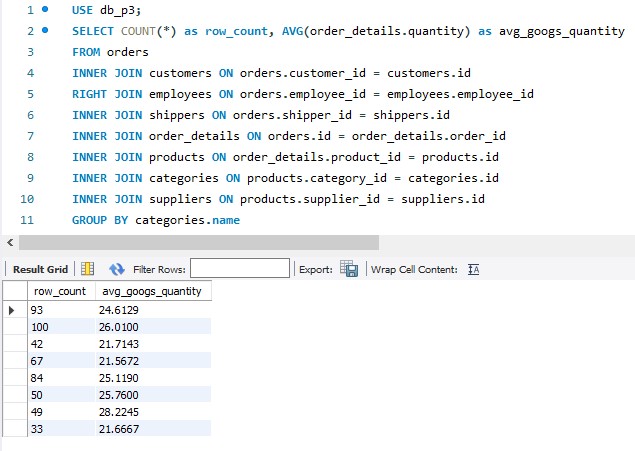 1 USE db_p3;
2 SELECT COUNT(*) as row_count, AVG(order_details.quantity) as avg_googs_quantity
3 FROM orders
4 INNER JOIN customers ON orders.customer_id = customers.id
5 RIGHT JOIN employees ON orders.employee_id = employees.employee_id
6 INNER JOIN shippers ON orders.shipper_id = shippers.id
7 INNER JOIN order_details ON orders.id = order_details.order_id
8 INNER JOIN products ON order_details.product_id = products.id
9 INNER JOIN categories ON products.category_id = categories.id
10 INNER JOIN suppliers ON products.supplier_id = suppliers.id
11 GROUP BY categories.name
Result Grid Filter Rows: Export: Wrap Cell Content:
row_count avg_googs_quantity
93 24.6129
100 26.0100
42 21.7143
67 21.5672
84 25.1190
50 25.7600
49 28.2245
33 21.6667